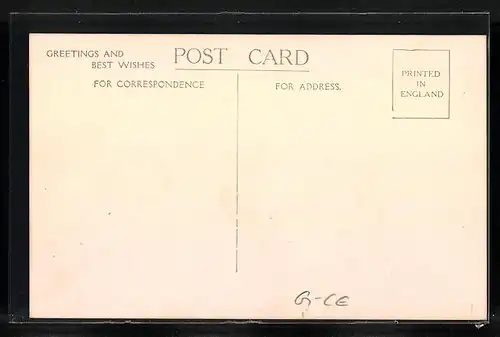 GREETINGS AND
BEST WISHES
POST CARD
FOR CORRESPONDENCE
FOR ADDRESS.
PRINTED
IN
ENGLAND